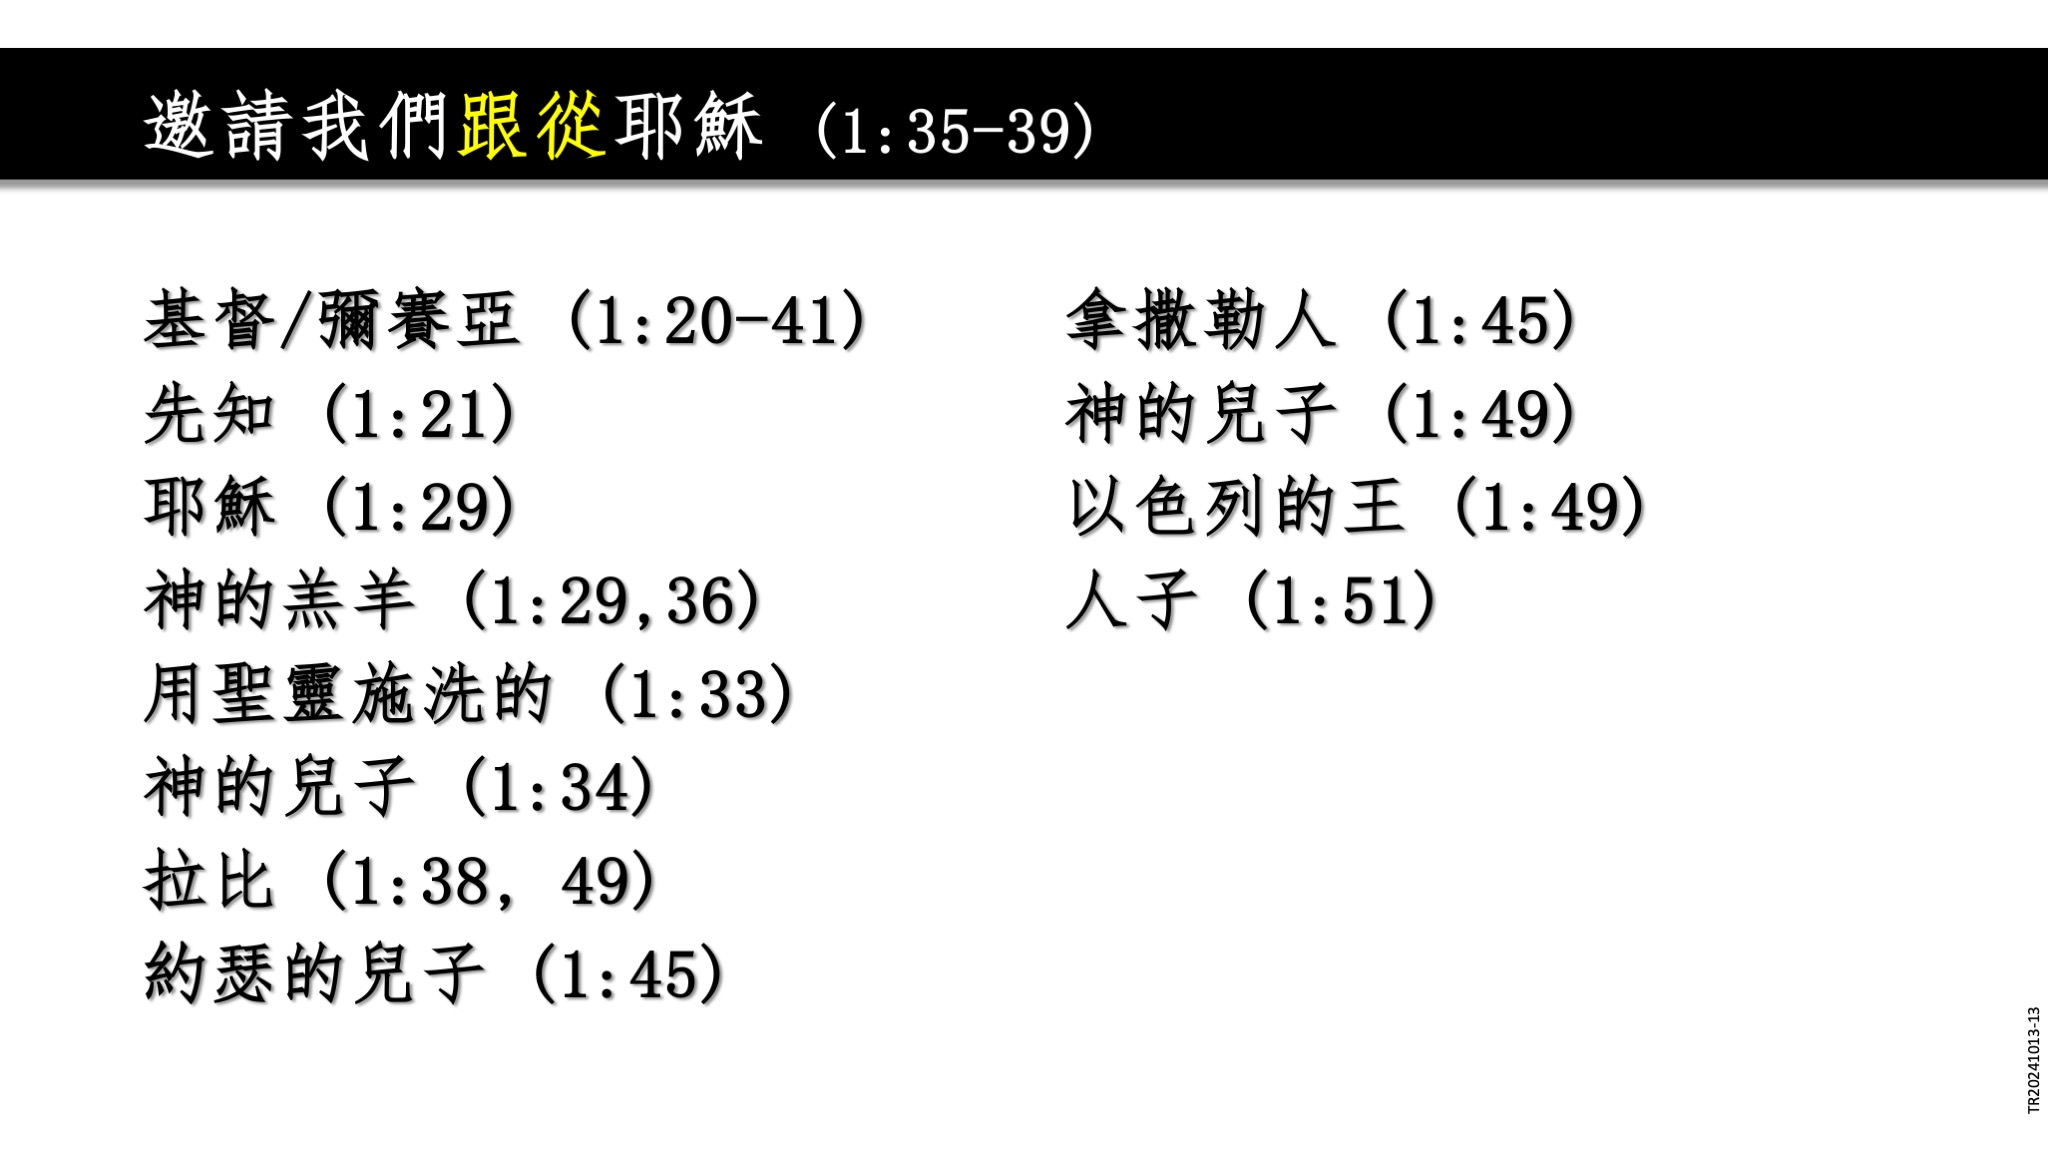 邀請我們跟從耶穌 (1:35-39)
基督/彌賽亞 (1:20-41)
先知 (1:21)
耶穌 (1:29)
神的羔羊 (1:29,36)
用聖靈施洗的 (1:33)
神的兒子 (1:34)
拉比 (1:38, 49)
約瑟的兒子 (1:45)
拿撒勒人 (1:45)
神的兒子 (1:49)
以色列的王 (1:49)
人子 (1:51)
TR20241013-13